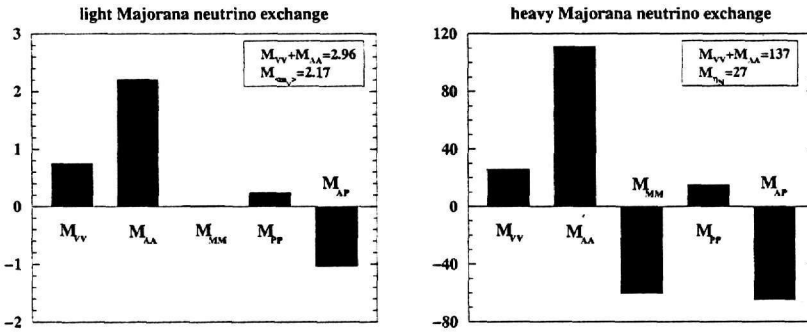 light Majorana neutrino exchange
3
2
1
0
−1
−2
M_VV+M_AA=2.96
M_<m_ν>=2.17
M_VV
M_AA
M_MM
M_PP
M_AP
heavy Majorana neutrino exchange
120
80
40
0
−40
−80
M_VV+M_AA=137
M_η_N=27
M_VV
M_AA
M_MM
M_PP
M_AP